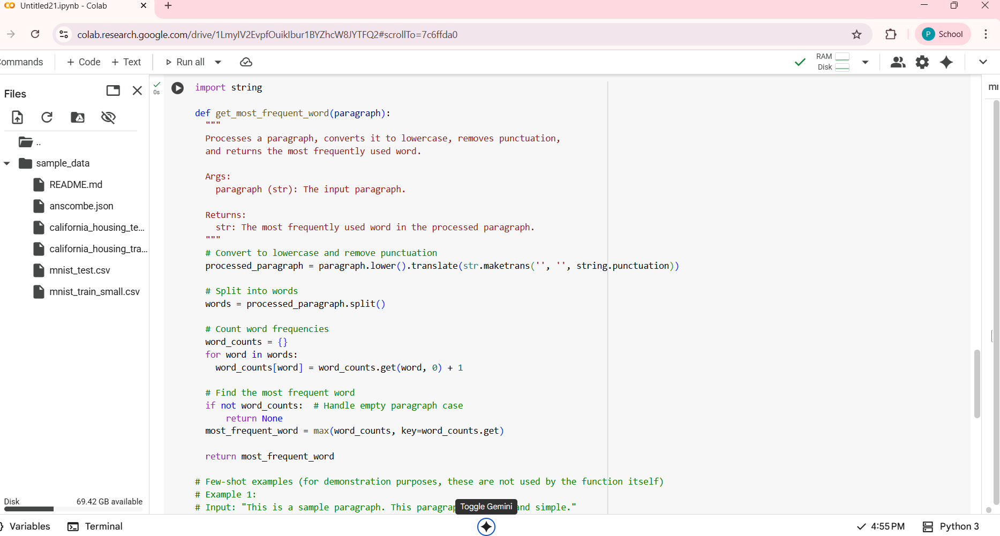 Untitled21.ipynb - Colab
colab.research.google.com/drive/1LmyIV2EvpfOuikIbur1BYZhcW8JYTFQ2#scrollTo=7c6ffda0
P School
ommands + Code + Text Run all
RAM
Disk
Files
..
sample_data
README.md
anscombe.json
california_housing_te...
california_housing_tra...
mnist_test.csv
mnist_train_small.csv
Disk 69.42 GB available
0s
import string
def get_most_frequent_word(paragraph):
"""
Processes a paragraph, converts it to lowercase, removes punctuation,
and returns the most frequently used word.
Args:
paragraph (str): The input paragraph.
Returns:
str: The most frequently used word in the processed paragraph.
"""
# Convert to lowercase and remove punctuation
processed_paragraph = paragraph.lower().translate(str.maketrans('', '', string.punctuation))
# Split into words
words = processed_paragraph.split()
# Count word frequencies
word_counts = {}
for word in words:
word_counts[word] = word_counts.get(word, 0) + 1
# Find the most frequent word
if not word_counts:  # Handle empty paragraph case
return None
most_frequent_word = max(word_counts, key=word_counts.get)
return most_frequent_word
# Few-shot examples (for demonstration purposes, these are not used by the function itself)
# Example 1:
# Input: "This is a sample paragraph. This paragrap and simple."
Toggle Gemini
Variables Terminal
4:55 PM Python 3